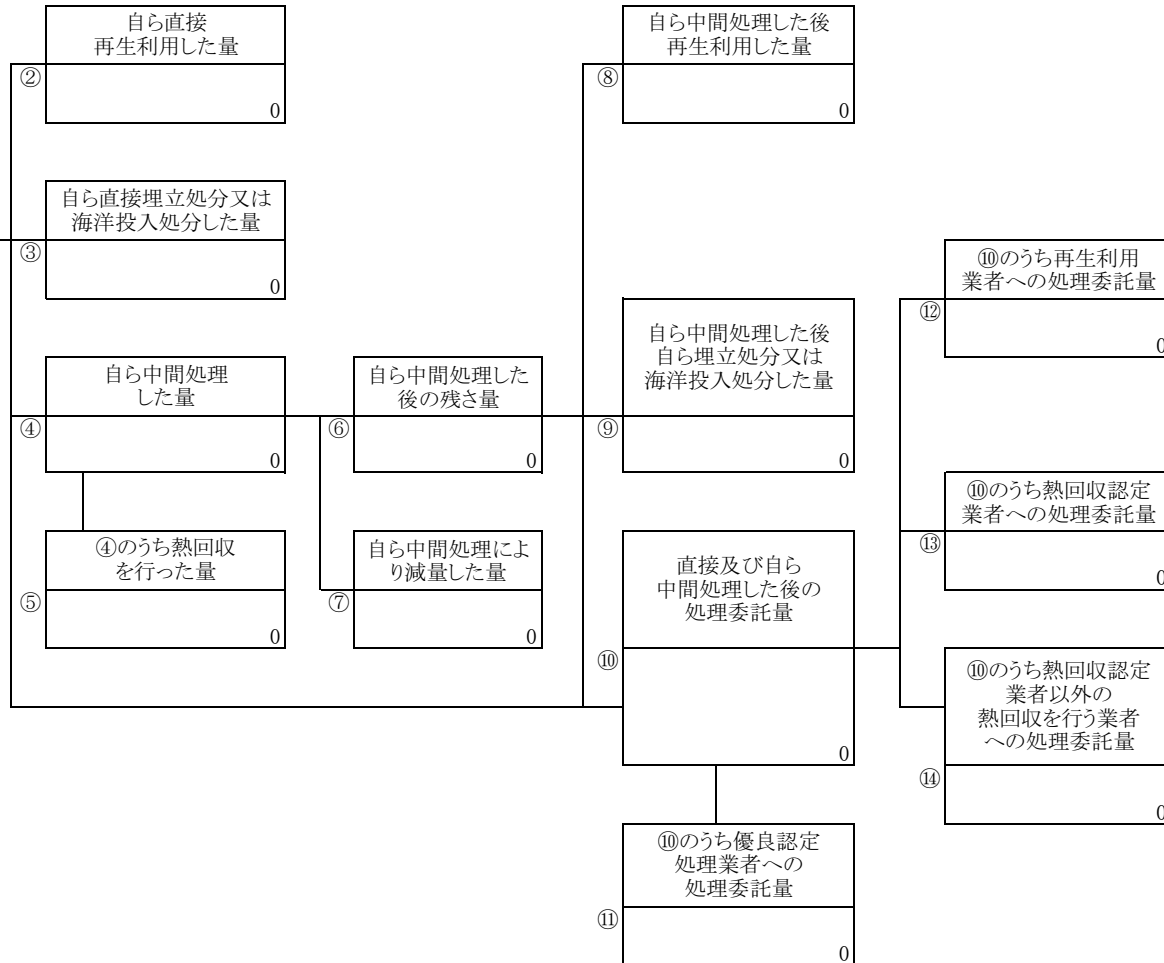 自ら直接
再生利用した量
②
0
自ら直接埋立処分又は
海洋投入処分した量
③
0
自ら中間処理
した量
④
0
④のうち熱回収
を行った量
⑤
0
自ら中間処理した
後の残さ量
⑥
0
自ら中間処理によ
り減量した量
⑦
0
自ら中間処理した後
再生利用した量
⑧
0
自ら中間処理した後
自ら埋立処分又は
海洋投入処分した量
⑨
0
直接及び自ら
中間処理した後の
処理委託量
⑩
0
⑩のうち優良認定
処理業者への
処理委託量
⑪
0
⑩のうち再生利用
業者への処理委託量
⑫
0
⑩のうち熱回収認定
業者への処理委託量
⑬
0
⑩のうち熱回収認定
業者以外の
熱回収を行う業者
への処理委託量
⑭
0